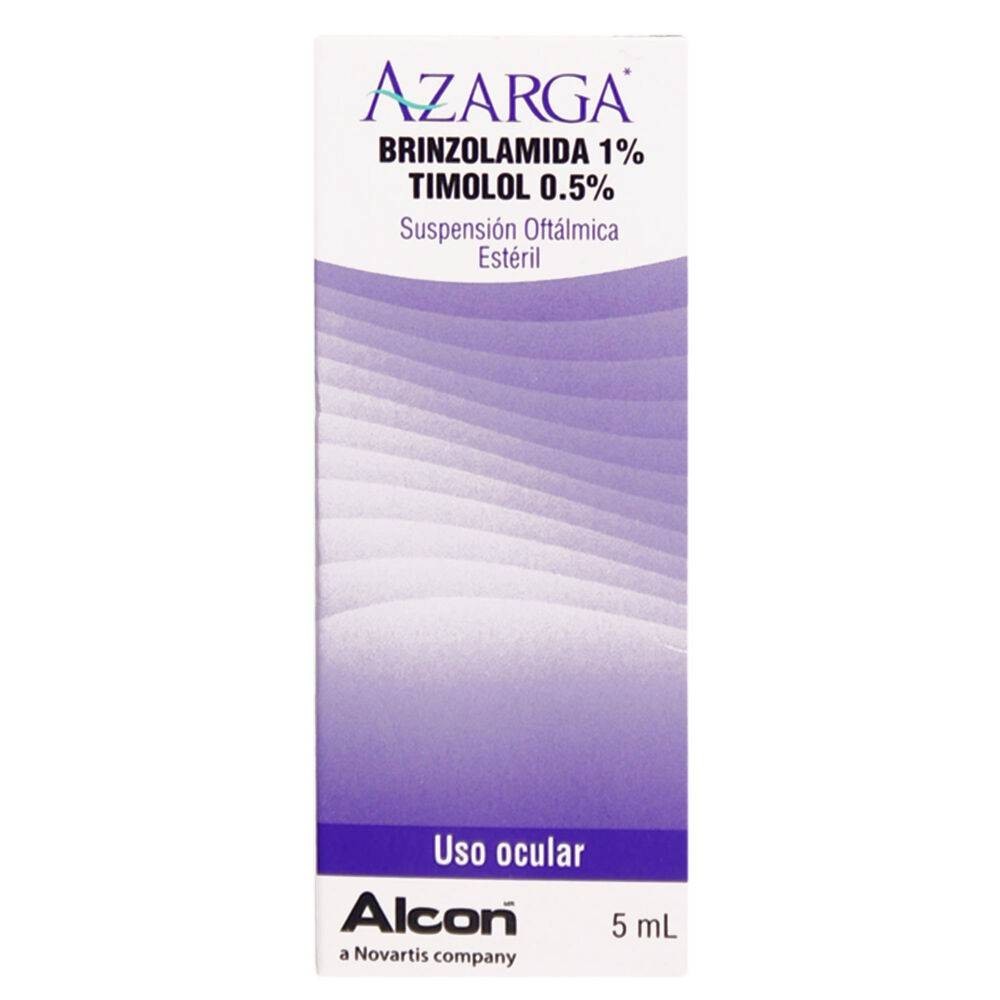 AZARGA*
BRINZOLAMIDA 1%
TIMOLOL 0.5%
Suspensión Oftálmica
Estéril
Uso ocular
Alcon
a Novartis company
5 mL